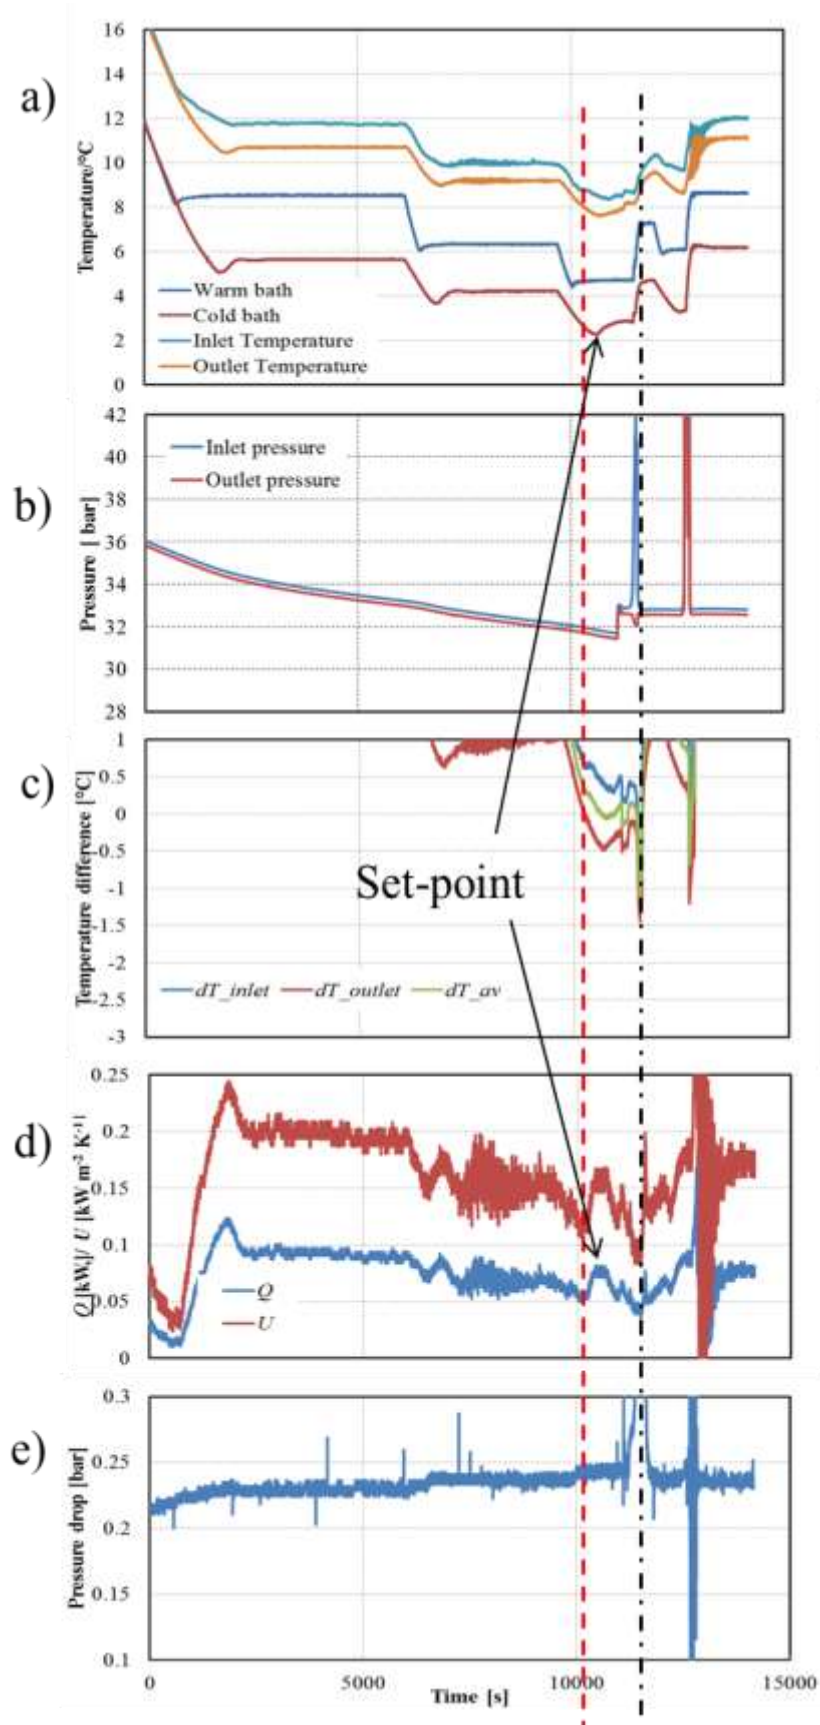 a)
Temperature/°C
16
14
12
10
8
6
4
2
0
Warm bath
Cold bath
Inlet Temperature
Outlet Temperature
b)
Pressure [ bar]
42
40
38
36
34
32
30
28
Inlet pressure
Outlet pressure
c)
Temperature difference [°C]
1
0.5
0
-0.5
-1
-1.5
-2
-2.5
-3
Set-point
dT_inlet dT_outlet dT_av
d)
Q [kW,]/ U [kW m-2 K-1]
0.25
0.2
0.15
0.1
0.05
0
Q
U
e)
Pressure drop [bar]
0.3
0.25
0.2
0.15
0.1
0 5000 10000 15000
Time [s]